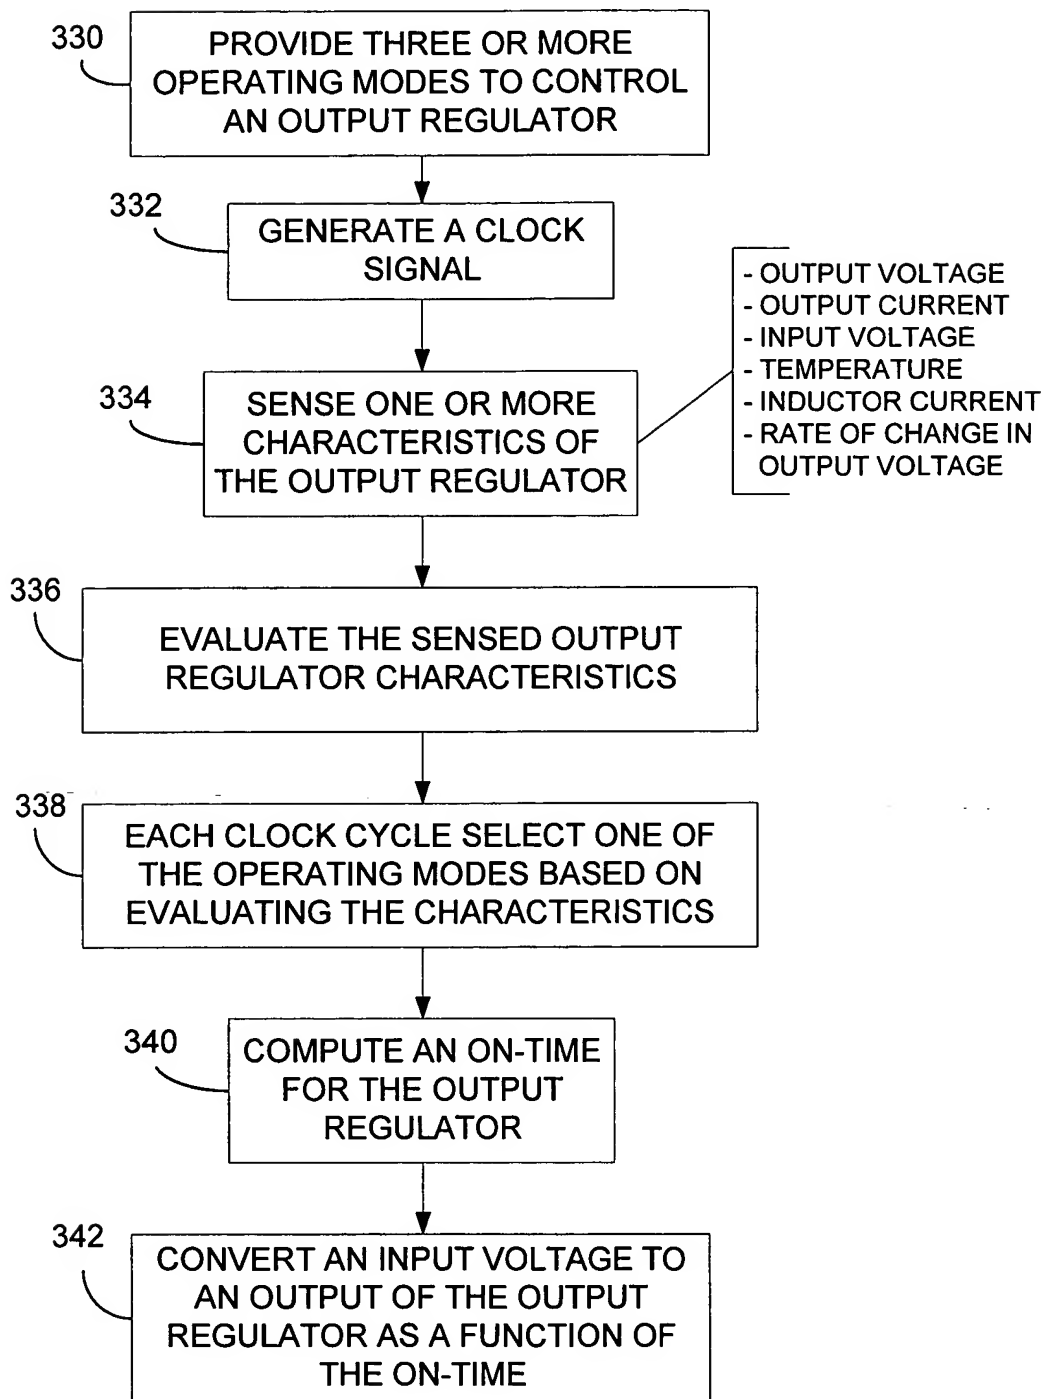 330
PROVIDE THREE OR MORE
OPERATING MODES TO CONTROL
AN OUTPUT REGULATOR
332
GENERATE A CLOCK
SIGNAL
334
SENSE ONE OR MORE
CHARACTERISTICS OF
THE OUTPUT REGULATOR
- OUTPUT VOLTAGE
- OUTPUT CURRENT
- INPUT VOLTAGE
- TEMPERATURE
- INDUCTOR CURRENT
- RATE OF CHANGE IN
OUTPUT VOLTAGE
336
EVALUATE THE SENSED OUTPUT
REGULATOR CHARACTERISTICS
338
EACH CLOCK CYCLE SELECT ONE OF
THE OPERATING MODES BASED ON
EVALUATING THE CHARACTERISTICS
340
COMPUTE AN ON-TIME
FOR THE OUTPUT
REGULATOR
342
CONVERT AN INPUT VOLTAGE TO
AN OUTPUT OF THE OUTPUT
REGULATOR AS A FUNCTION OF
THE ON-TIME